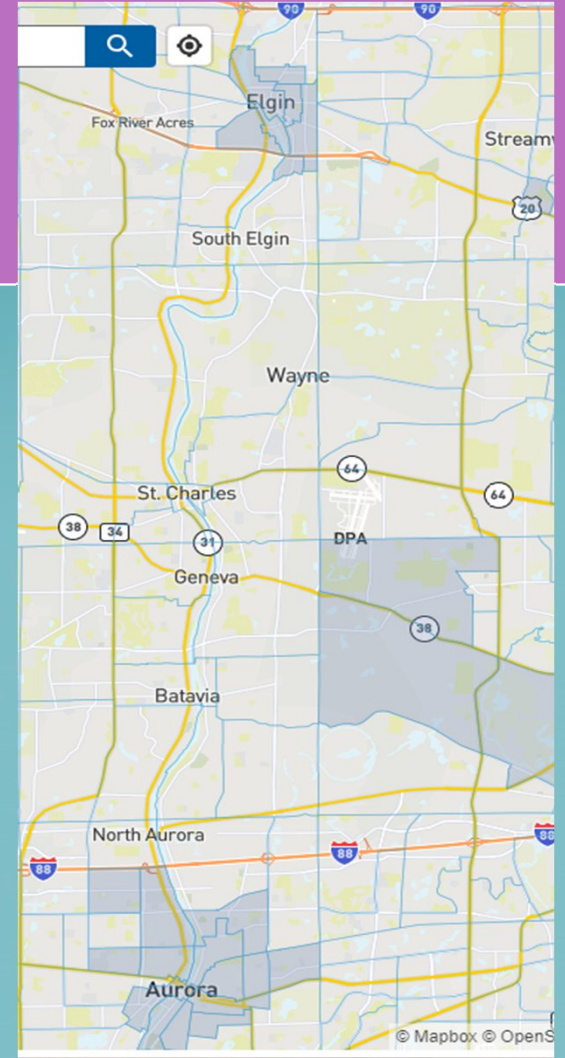 90
90
Elgin
Fox River Acres
Streamw
20
South Elgin
Wayne
64
St. Charles
64
38
34
31
DPA
Geneva
38
Batavia
North Aurora
88
88
88
Aurora
© Mapbox © OpenS